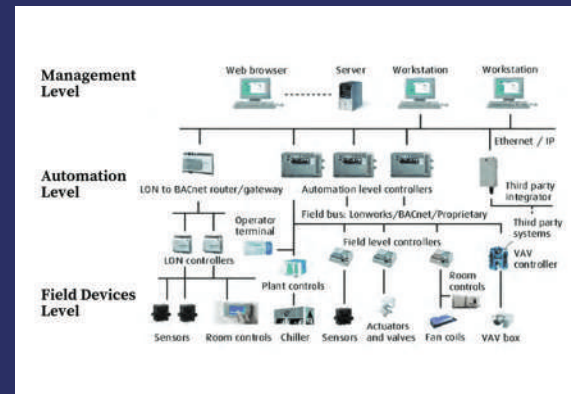 Management
Level
Web browser
Server
Workstation
Workstation
Ethernet / IP
Automation
Level
LON to BACnet router/gateway
Automation level controllers
Third party
integrator
Field bus: Lonworks/BACnet/Proprietary
Third party
systems
Operator
terminal
Field level controllers
LON controllers
VAV
controller
Plant controls
Room
controls
Field Devices
Level
Sensors
Room controls
Chiller
Sensors
Actuators
and valves
Fan coils
VAV box